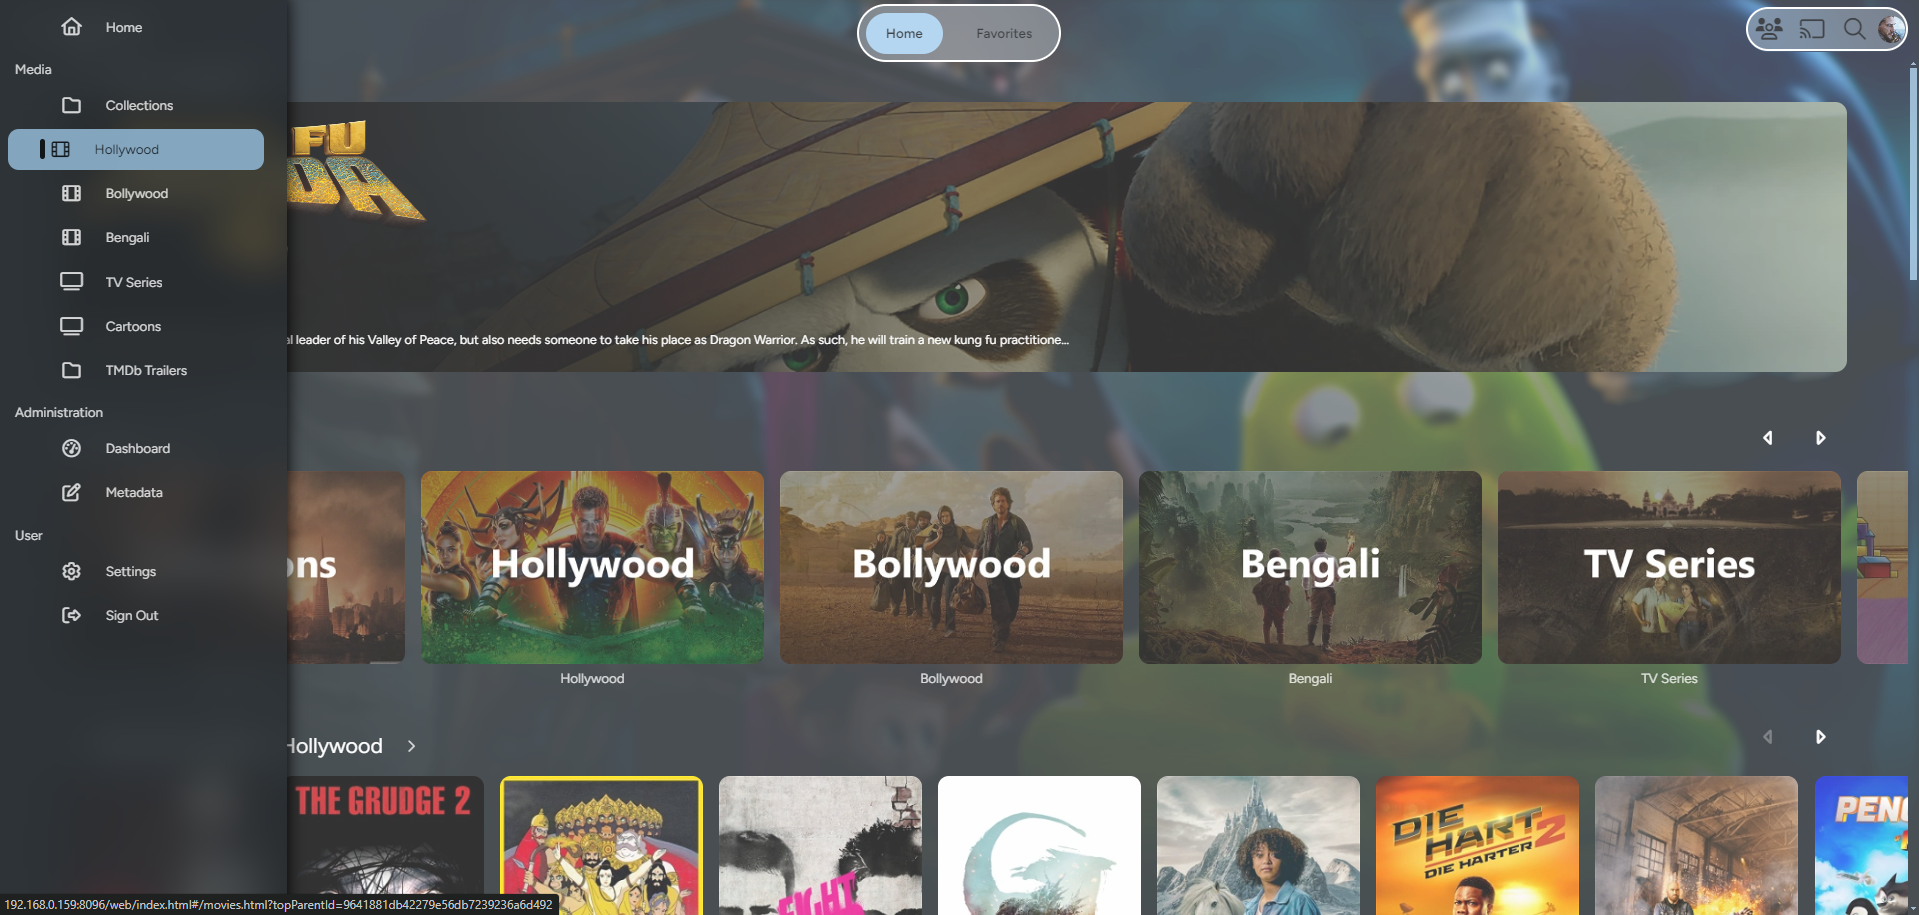 Home
Media
Collections
Hollywood
Bollywood
Bengali
TV Series
Cartoons
TMDb Trailers
Administration
Dashboard
Metadata
User
Settings
Sign Out
Home
Favorites
FU
DA
al leader of his Valley of Peace, but also needs someone to take his place as Dragon Warrior. As such, he will train a new kung fu practitione...
ons
Hollywood
Bollywood
Bengali
TV Series
Hollywood
Bollywood
Bengali
TV Series
Hollywood
THE GRUDGE 2
FIGHT
DIE HART 2
DIE HARTER
PENG
192.168.0.159:8096/web/index.html#/movies.html?topParentId=9641881db42279e56db7239236a6d492